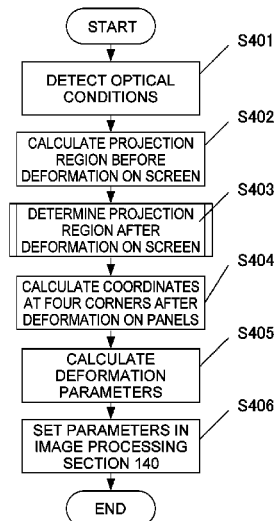 START
S401
DETECT OPTICAL
CONDITIONS
S402
CALCULATE PROJECTION
REGION BEFORE
DEFORMATION ON SCREEN
S403
DETERMINE PROJECTION
REGION AFTER
DEFORMATION ON SCREEN
S404
CALCULATE COORDINATES
AT FOUR CORNERS AFTER
DEFORMATION ON PANELS
S405
CALCULATE
DEFORMATION
PARAMETERS
S406
SET PARAMETERS IN
IMAGE PROCESSING
SECTION 140
END